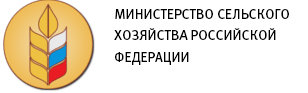 МИНИСТЕРСТВО СЕЛЬСКОГО
ХОЗЯЙСТВА РОССИЙСКОЙ
ФЕДЕРАЦИИ